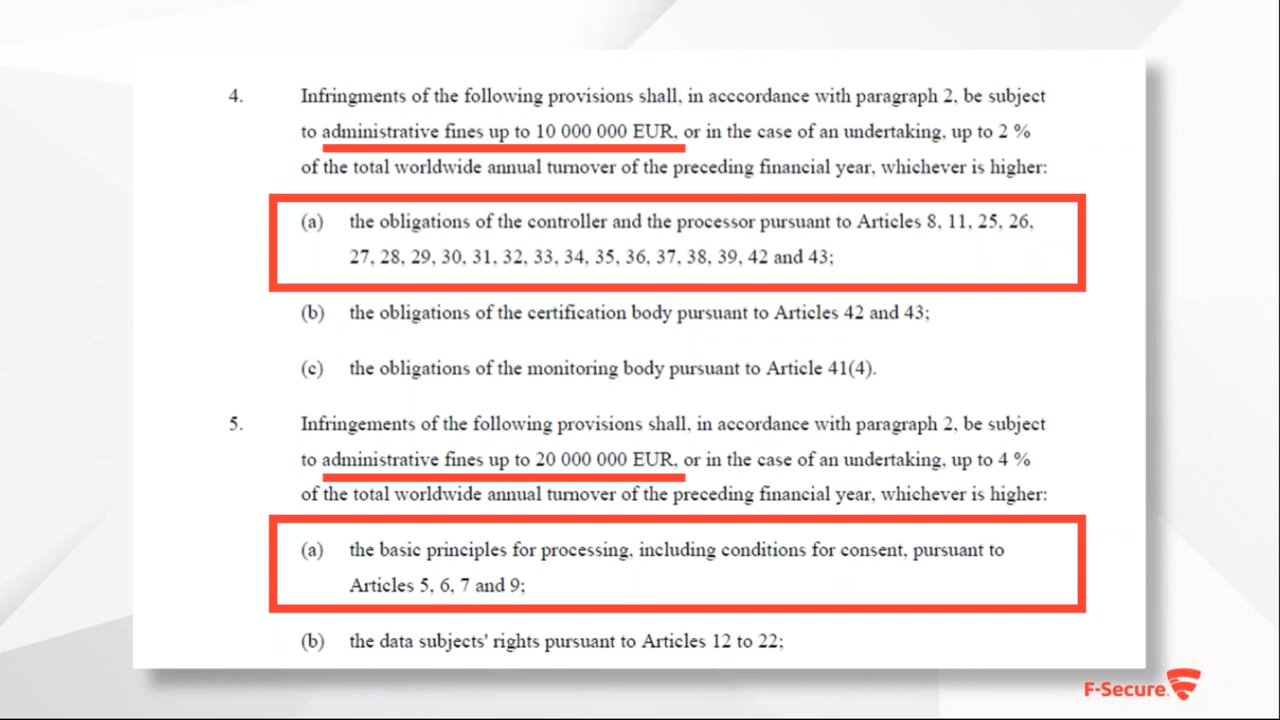 4. Infringments of the following provisions shall, in acccordance with paragraph 2, be subject
to administrative fines up to 10 000 000 EUR, or in the case of an undertaking, up to 2 %
of the total worldwide annual turnover of the preceding financial year, whichever is higher:
(a) the obligations of the controller and the processor pursuant to Articles 8, 11, 25, 26,
27, 28, 29, 30, 31, 32, 33, 34, 35, 36, 37, 38, 39, 42 and 43;
(b) the obligations of the certification body pursuant to Articles 42 and 43;
(c) the obligations of the monitoring body pursuant to Article 41(4).
5. Infringements of the following provisions shall, in accordance with paragraph 2, be subject
to administrative fines up to 20 000 000 EUR, or in the case of an undertaking, up to 4 %
of the total worldwide annual turnover of the preceding financial year, whichever is higher:
(a) the basic principles for processing, including conditions for consent, pursuant to
Articles 5, 6, 7 and 9;
(b) the data subjects' rights pursuant to Articles 12 to 22;
F-Secure.